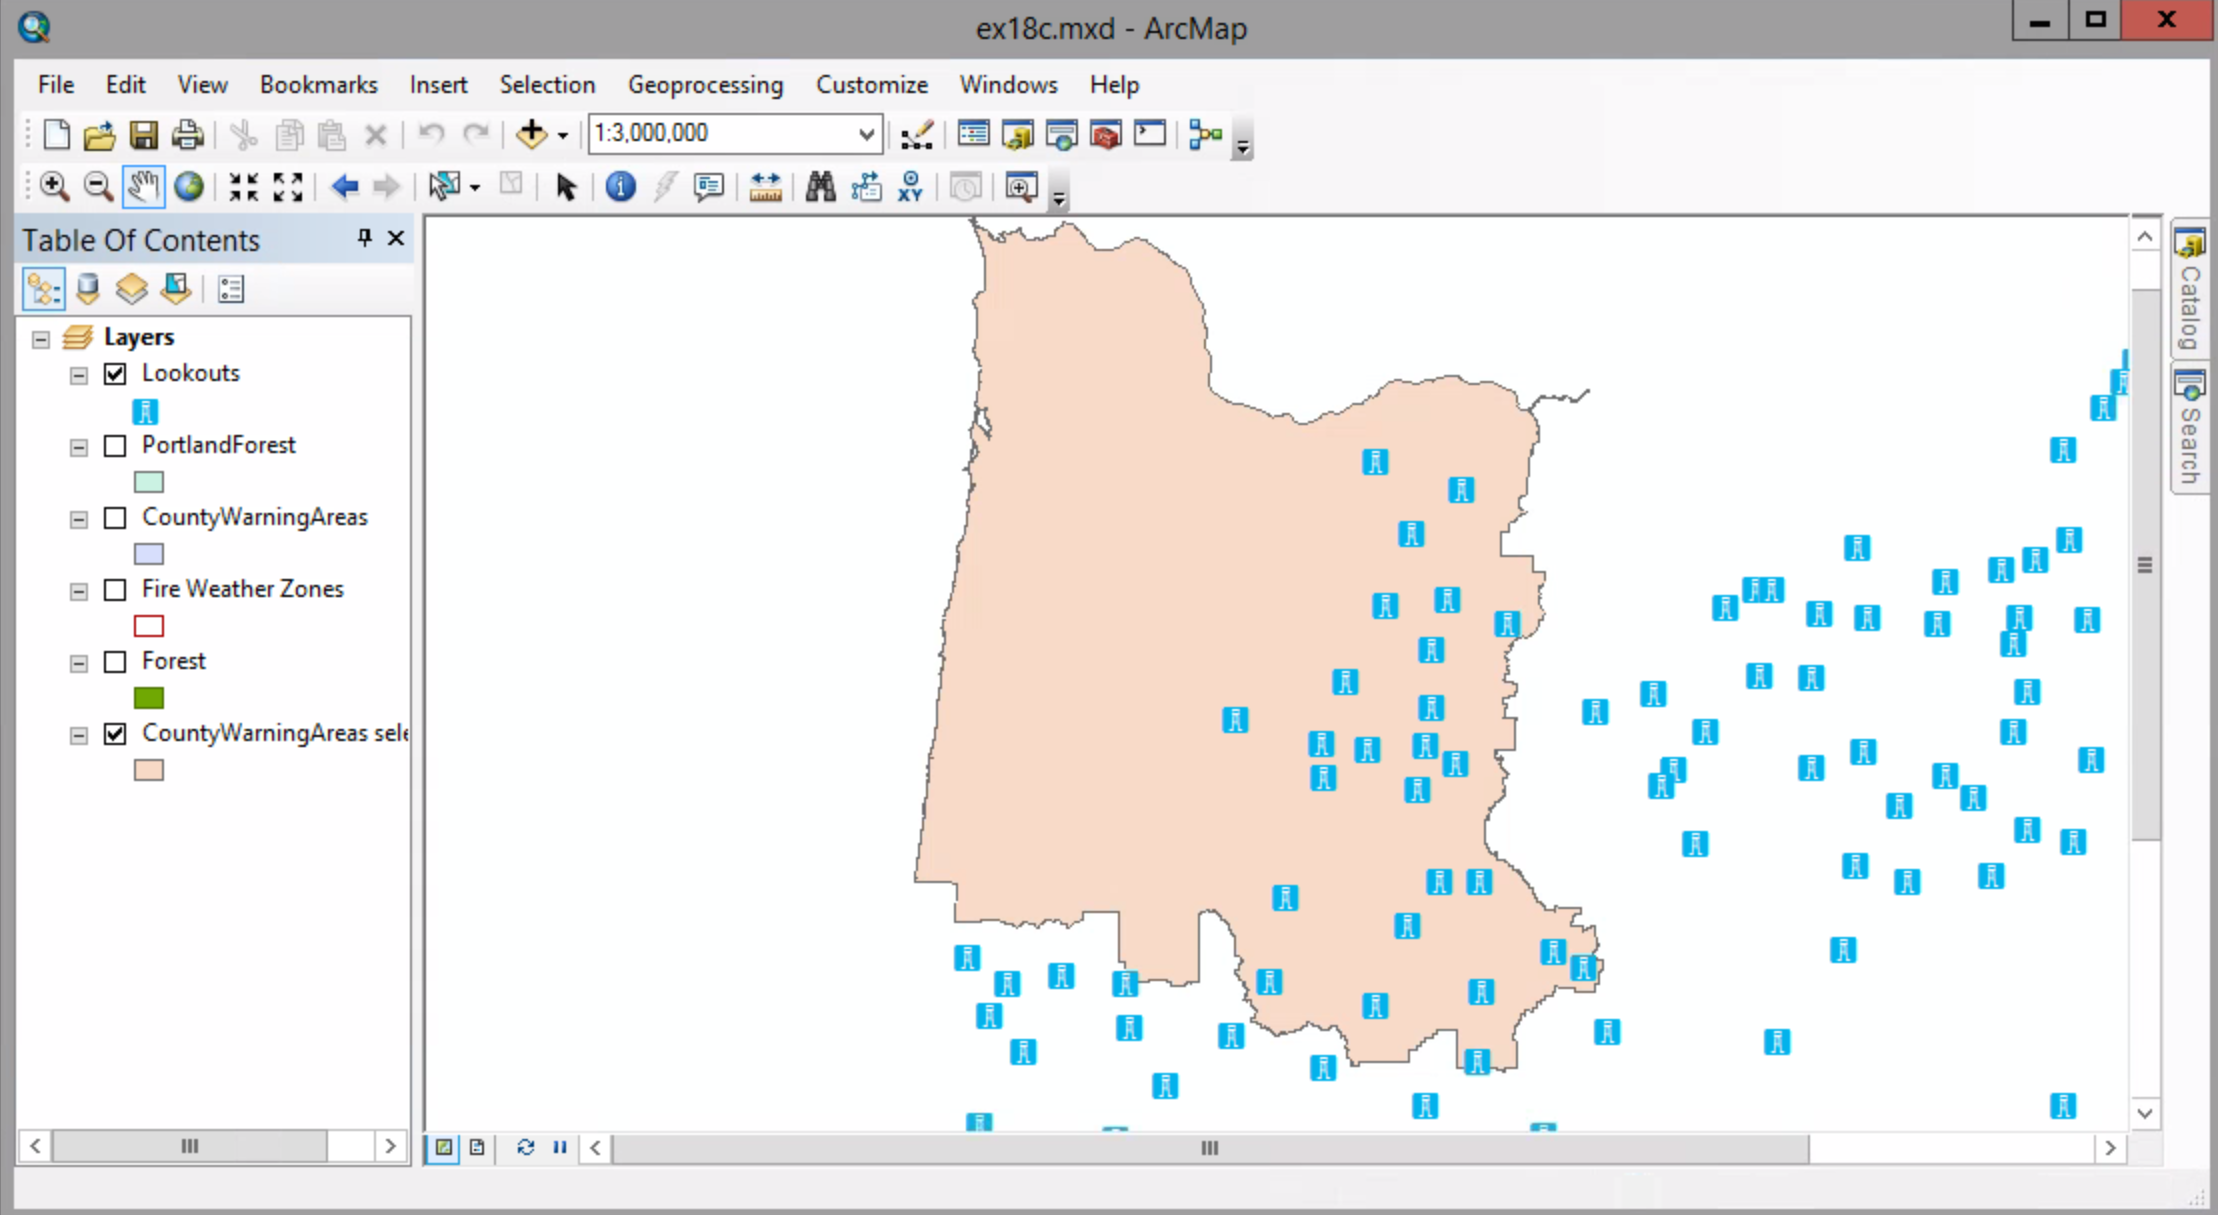 ex18c.mxd - ArcMap
File Edit View Bookmarks Insert Selection Geoprocessing Customize Windows Help
1:3,000,000
XY
Table Of Contents
Layers
Lookouts
PortlandForest
CountyWarningAreas
Fire Weather Zones
Forest
CountyWarningAreas sele
Catalog
Search